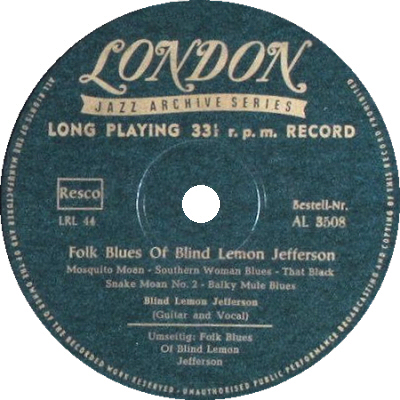 LONDON
JAZZ ARCHIVE SERIES
LONG PLAYING 33⅓ r.p.m. RECORD
Resco
LRL 44
Bestell-Nr.
AL 3508
Folk Blues Of Blind Lemon Jefferson
Mosquito Moan - Southern Woman Blues - That Black
Snake Moan No. 2 - Balky Mule Blues
Blind Lemon Jefferson
(Guitar and Vocal)
Umseitig: Folk Blues
Of Blind Lemon
Jefferson
ALL RIGHTS OF THE MANUFACTURER AND OF THE OWNER OF THE RECORDED WORK RESERVED - UNAUTHORISED PUBLIC PERFORMANCE BROADCASTING AND COPYING OF THIS RECORD PROHIBITED